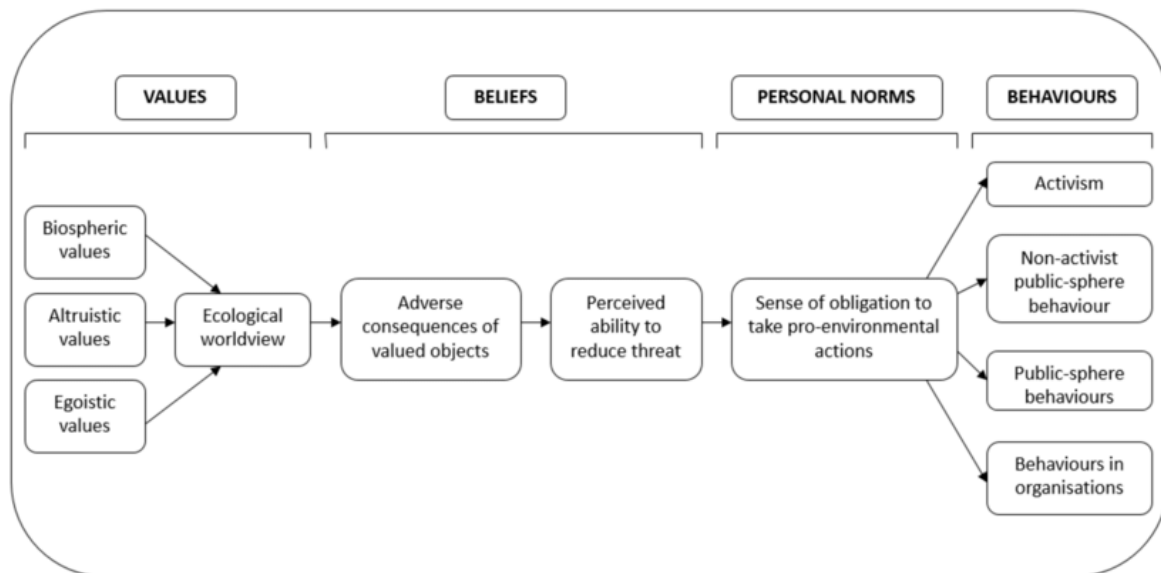 VALUES
BELIEFS
PERSONAL NORMS
BEHAVIOURS
Biospheric
values
Altruistic
values
Egoistic
values
Ecological
worldview
Adverse
consequences of
valued objects
Perceived
ability to
reduce threat
Sense of obligation to
take pro-environmental
actions
Activism
Non-activist
public-sphere
behaviour
Public-sphere
behaviours
Behaviours in
organisations